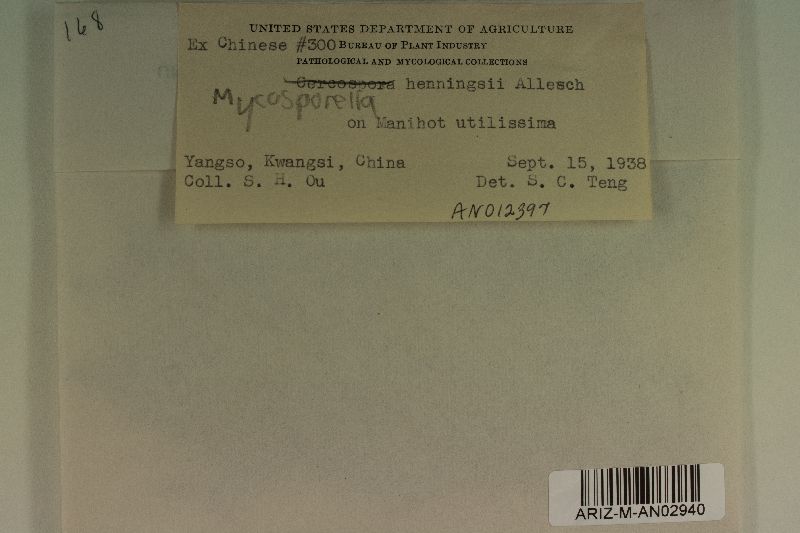 168
UNITED STATES DEPARTMENT OF AGRICULTURE
Ex Chinese #300 BUREAU OF PLANT INDUSTRY
PATHOLOGICAL AND MYCOLOGICAL COLLECTIONS
Cercospora henningsii Allesch
Mycosporella
on Manihot utilissima
Yangso, Kwangsi, China Sept. 15, 1938
Coll. S. H. Ou Det. S. C. Teng
AN012397
ARIZ-M-AN02940